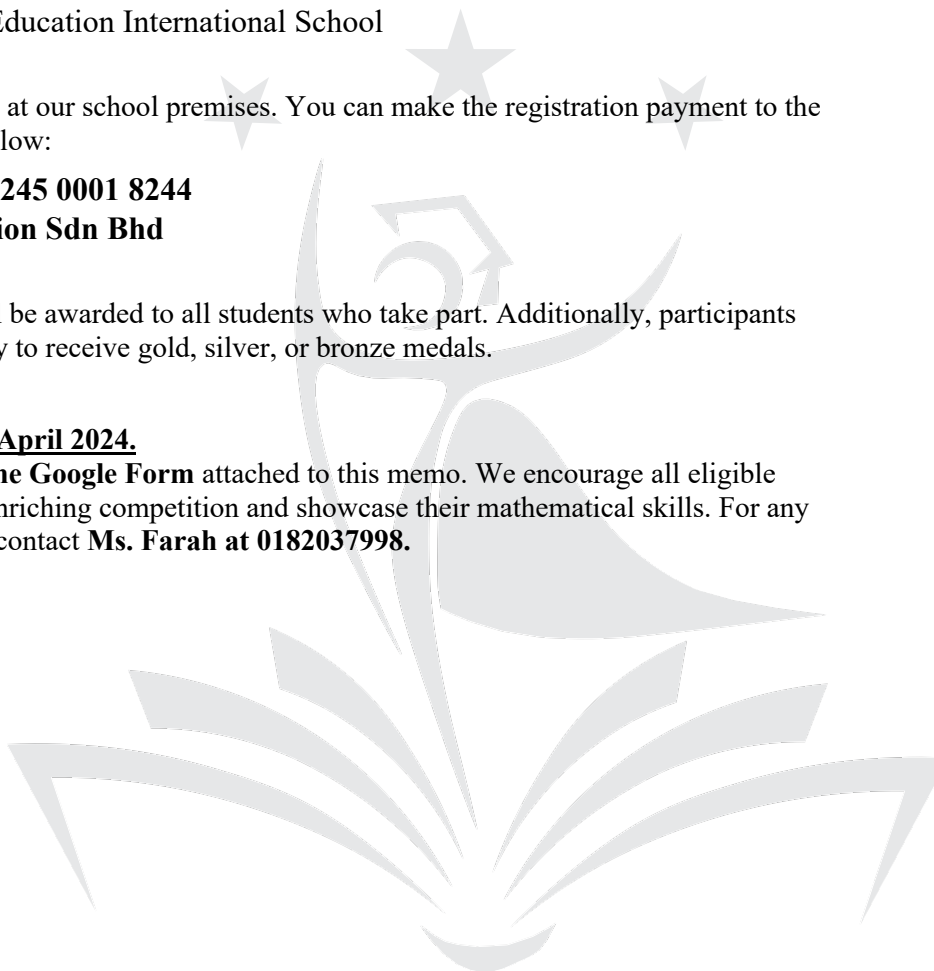 Education International School
at our school premises. You can make the registration payment to the
low:
245 0001 8244
ion Sdn Bhd
be awarded to all students who take part. Additionally, participants
y to receive gold, silver, or bronze medals.
April 2024.
he Google Form attached to this memo. We encourage all eligible
nriching competition and showcase their mathematical skills. For any
contact Ms. Farah at 0182037998.